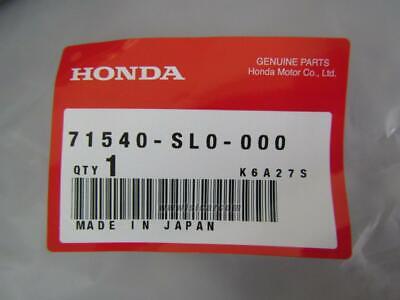 HONDA
GENUINE PARTS
Honda Motor Co., Ltd.
71540-SL0-000
QTY 1
K6A27S
MADE IN JAPAN